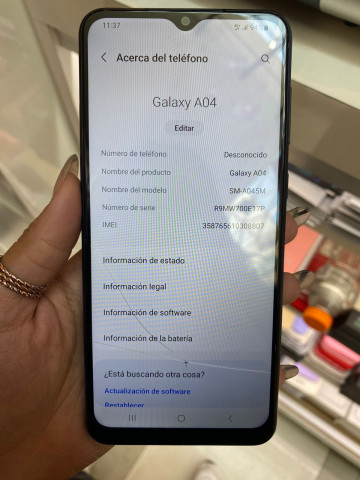 11:37
94%
Acerca del teléfono
Galaxy A04
Editar
Número de teléfono Desconocido
Nombre del producto Galaxy A04
Nombre del modelo SM-A045M
Número de serie R9MW700E17P
IMEI 358765610308807
Información de estado
Información legal
Información de software
Información de la batería
¿Está buscando otra cosa?
Actualización de software
Restablecer